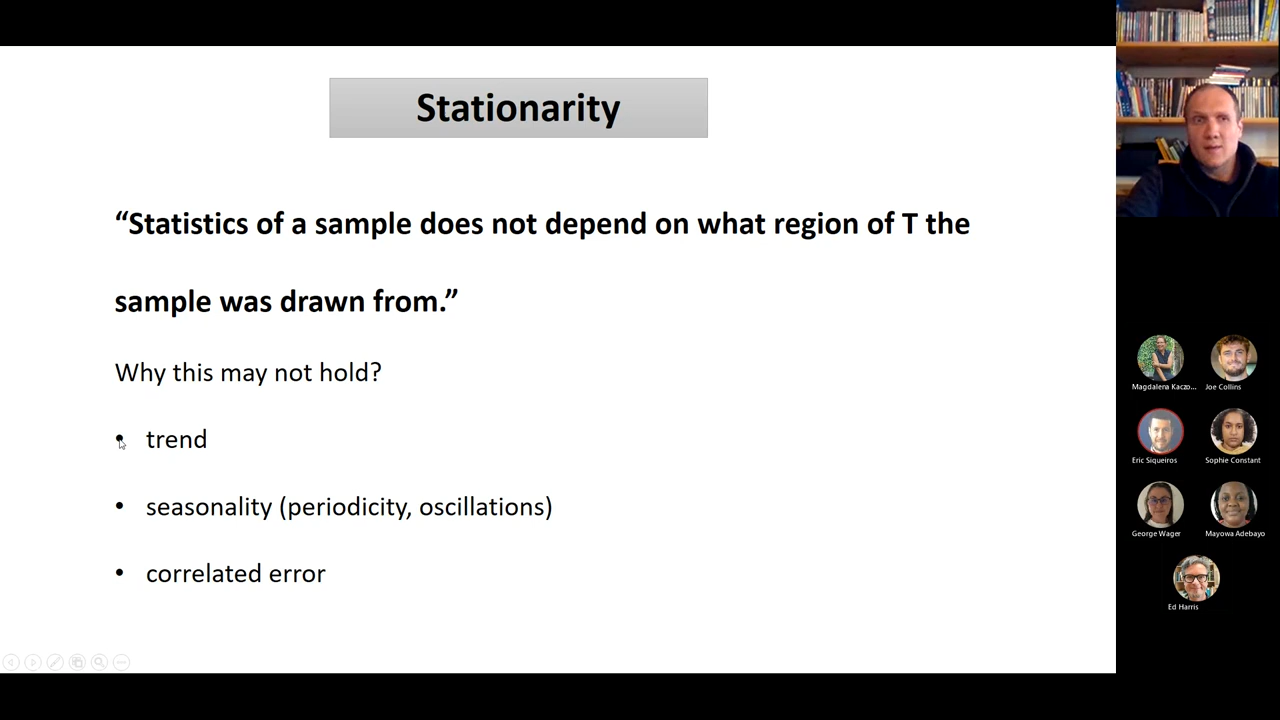 Stationarity
“Statistics of a sample does not depend on what region of T the
sample was drawn from.”
Why this may not hold?
• trend
• seasonality (periodicity, oscillations)
• correlated error
Magdalena Kaczo...
Joe Collins
Eric Siqueiros
Sophie Constant
George Wager
Mayowa Adebayo
Ed Harris